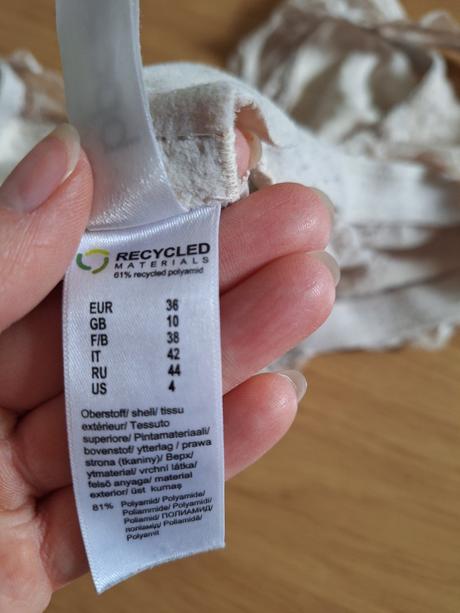 RECYCLED
MATERIALS
61% recycled polyamid
EUR 36
GB 10
F/B 38
IT 42
RU 44
US 4
Oberstoff/ shell/ tissu
extérieur/ Tessuto
superiore/ Pintamateriaali/
bovenstof/ ytterlag / prawa
strona (tkaniny)/ Верх/
ytmaterial/ vrchní látka/
felső anyaga/ material
exterior/ üst kumaş
81% Polyamid/ Polyamide/
Poliammide/ Polyamidi/
Poliamid/ ПОЛИАМИД/
поліамід/ Poliamidă/
Polyamit